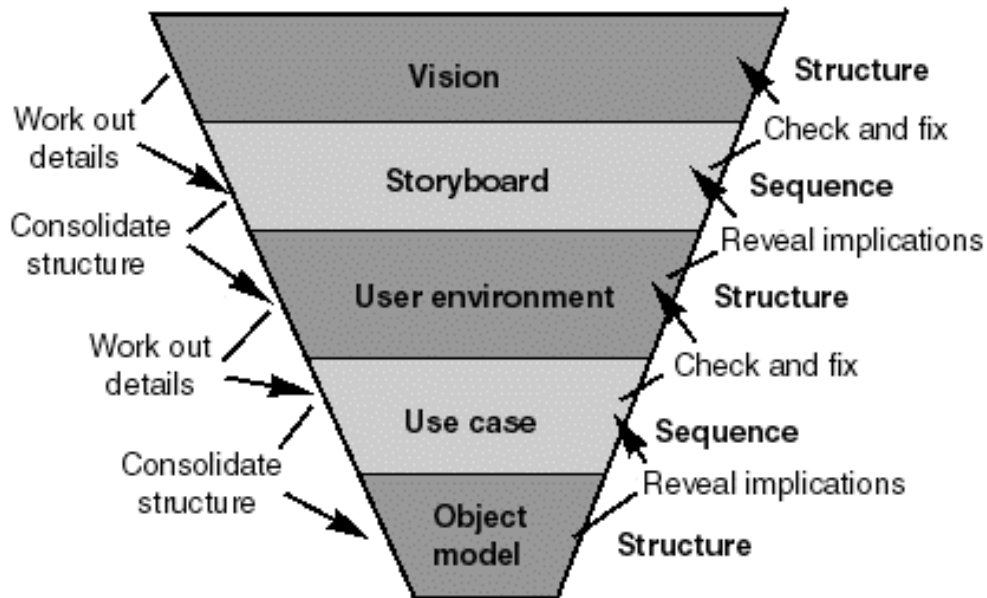 Vision
Structure
Work out
details
Check and fix
Storyboard
Sequence
Consolidate
structure
Reveal implications
User environment
Structure
Work out
details
Check and fix
Use case
Sequence
Consolidate
structure
Reveal implications
Object
model
Structure